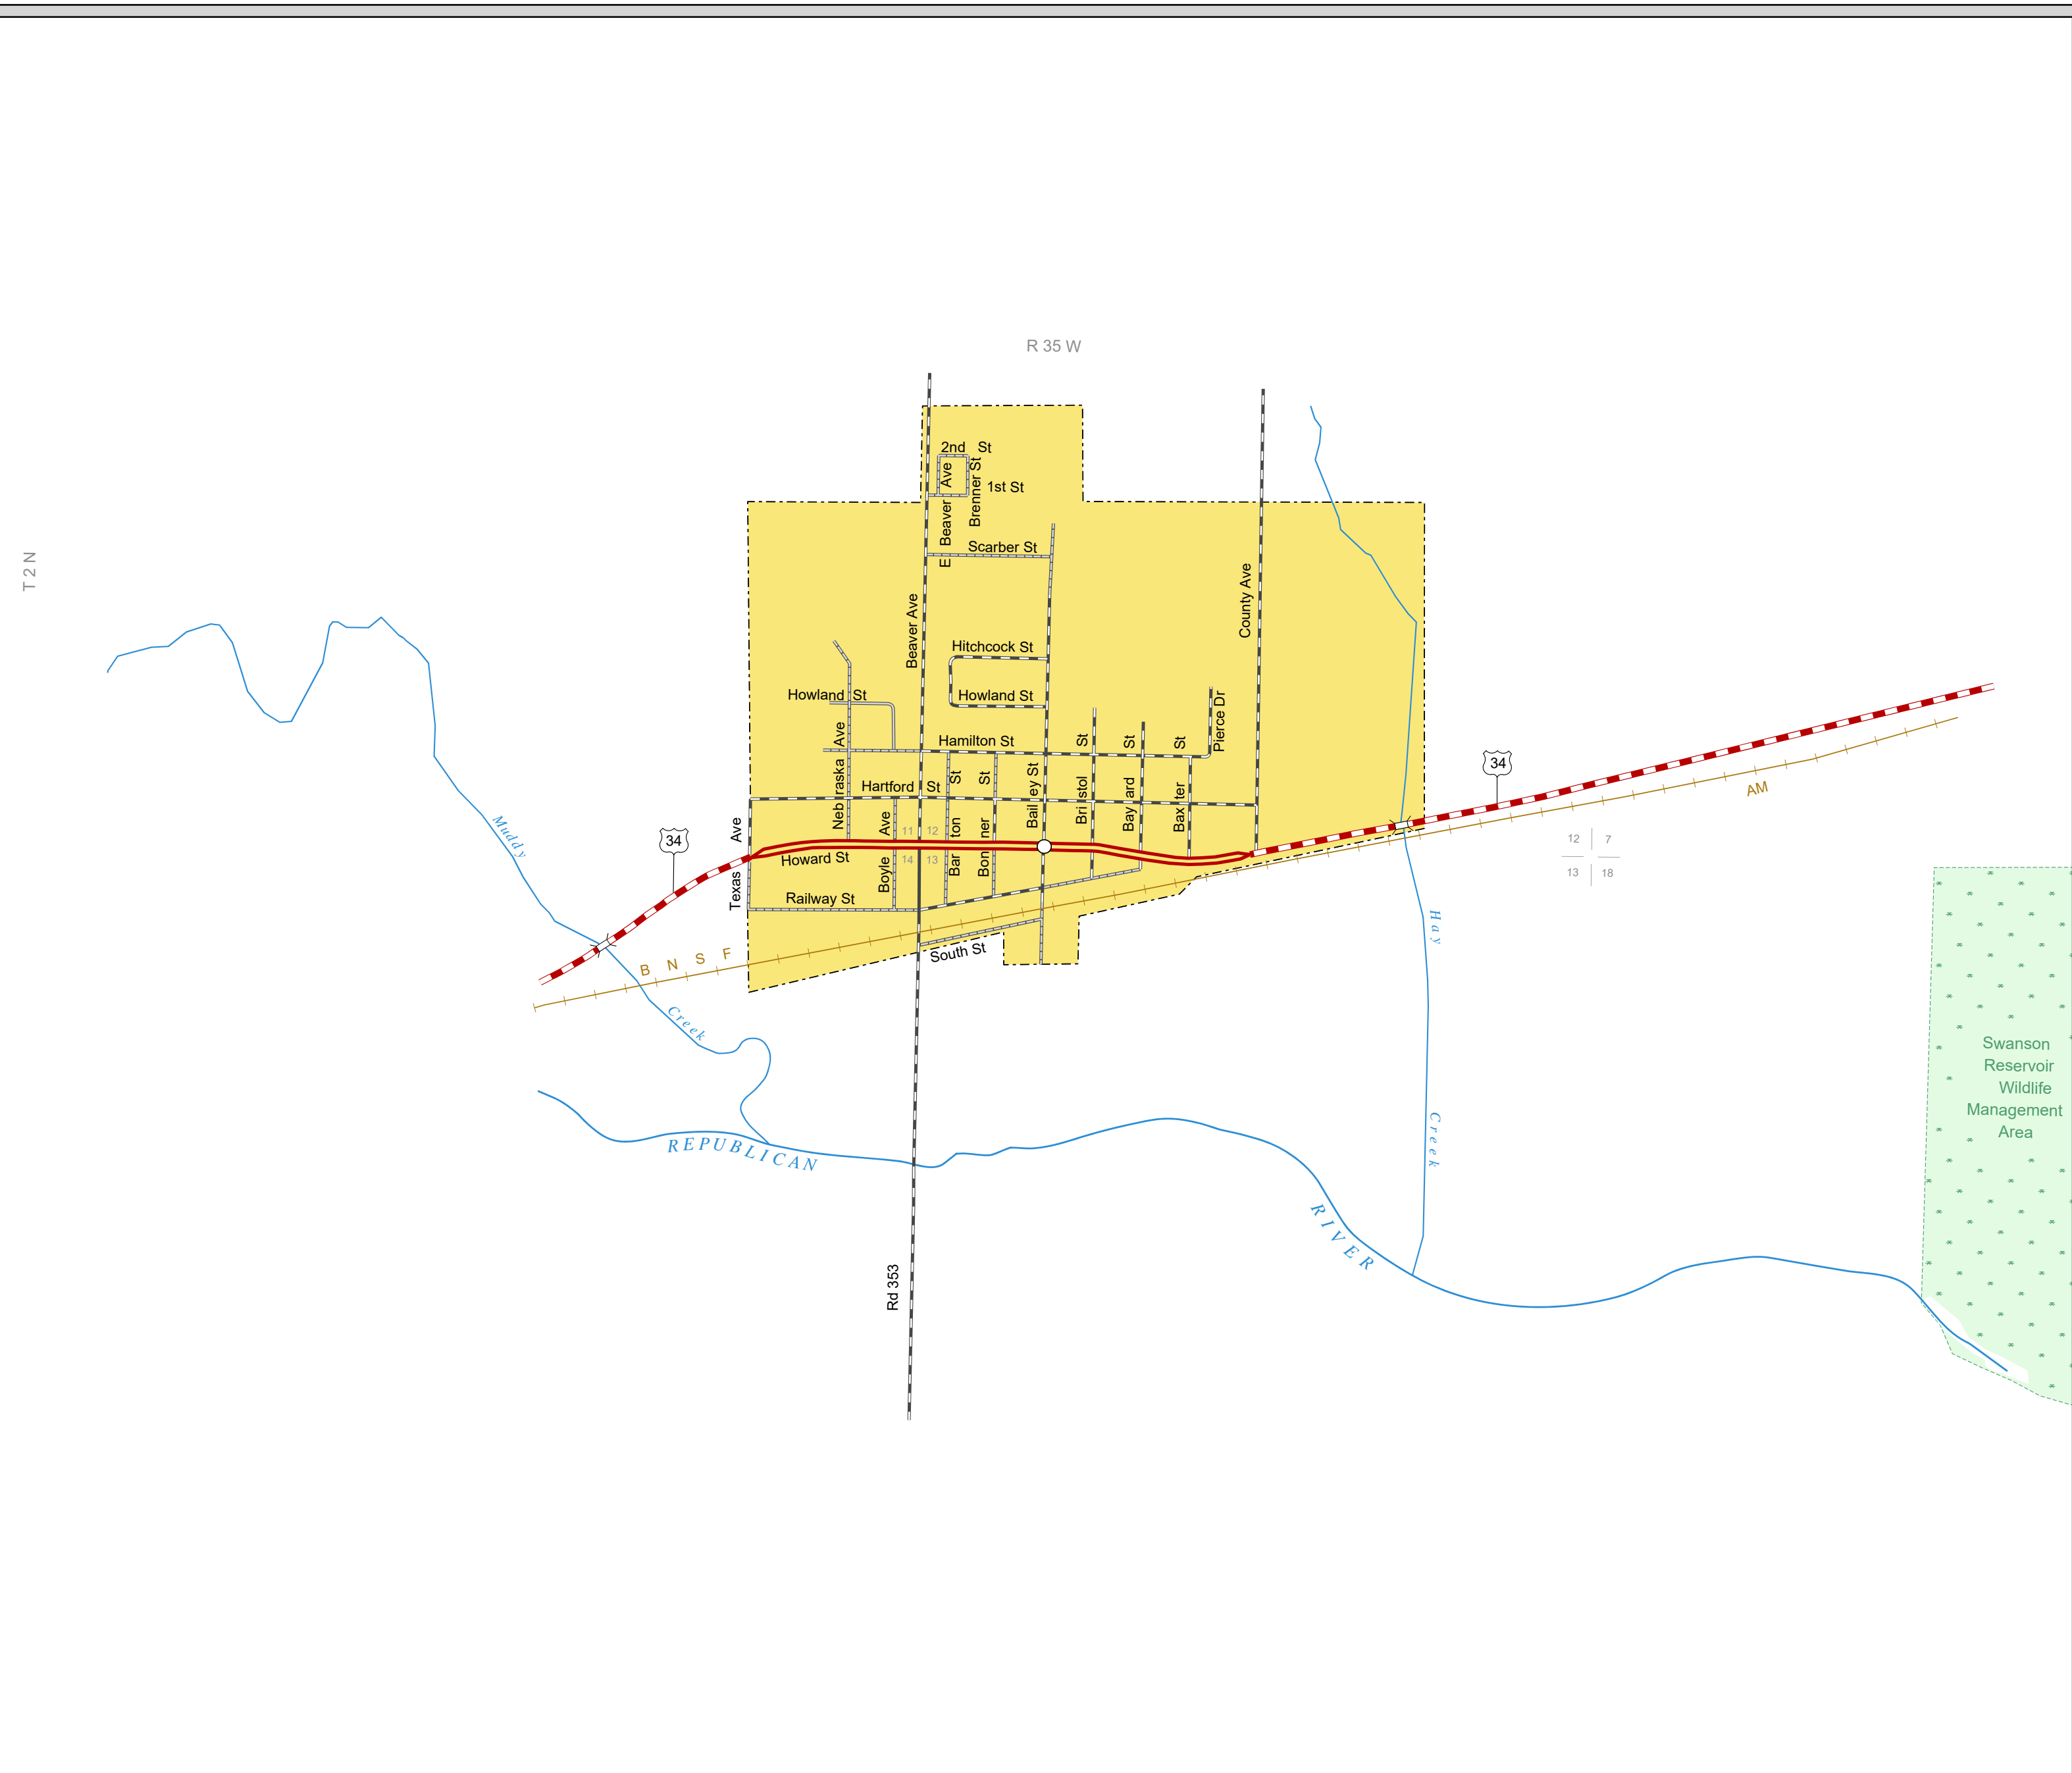 R 35 W
T 2 N
2nd St
E Beaver Ave
Brenner St
1st St
Scarber St
Beaver Ave
County Ave
Hitchcock St
Howland St
Howland St
Nebraska Ave
Hamilton St
Pierce Dr
Hartford St
Barton St
Bonner St
Bailey St
Bristol St
Bayard St
Baxter St
Texas Ave
Boyle Ave
11 12
14 13
Howard St
Railway St
South St
34
34
BNSF
AM
12 7
13 18
Muddy
Creek
Hay
Creek
REPUBLICAN
RIVER
Rd 353
Swanson
Reservoir
Wildlife
Management
Area